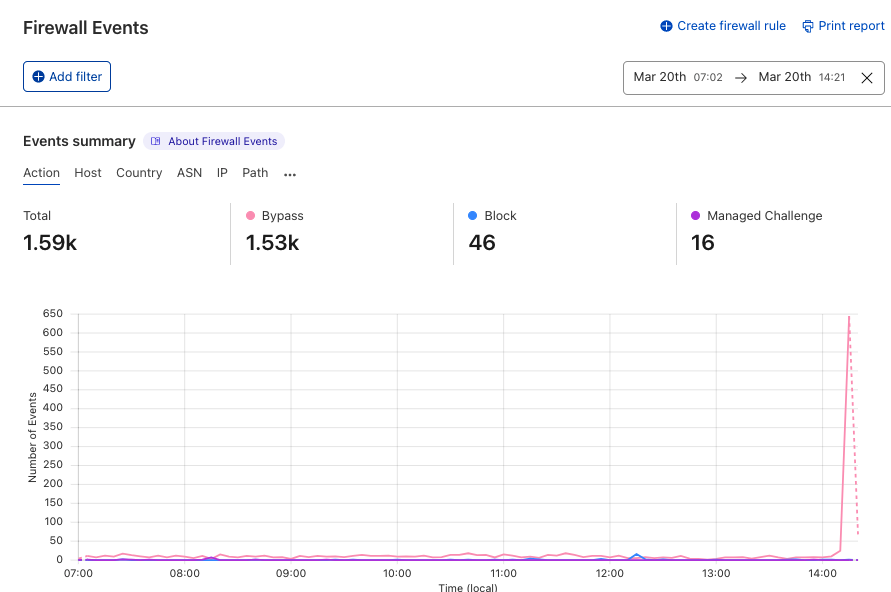 Firewall Events
Create firewall rule
Print report
Add filter
Mar 20th 07:02 → Mar 20th 14:21
Events summary
About Firewall Events
Action Host Country ASN IP Path ...
Total
1.59k
Bypass
1.53k
Block
46
Managed Challenge
16
Number of Events
650
600
550
500
450
400
350
300
250
200
150
100
50
0
07:00 08:00 09:00 10:00 11:00 12:00 13:00 14:00
Time (local)